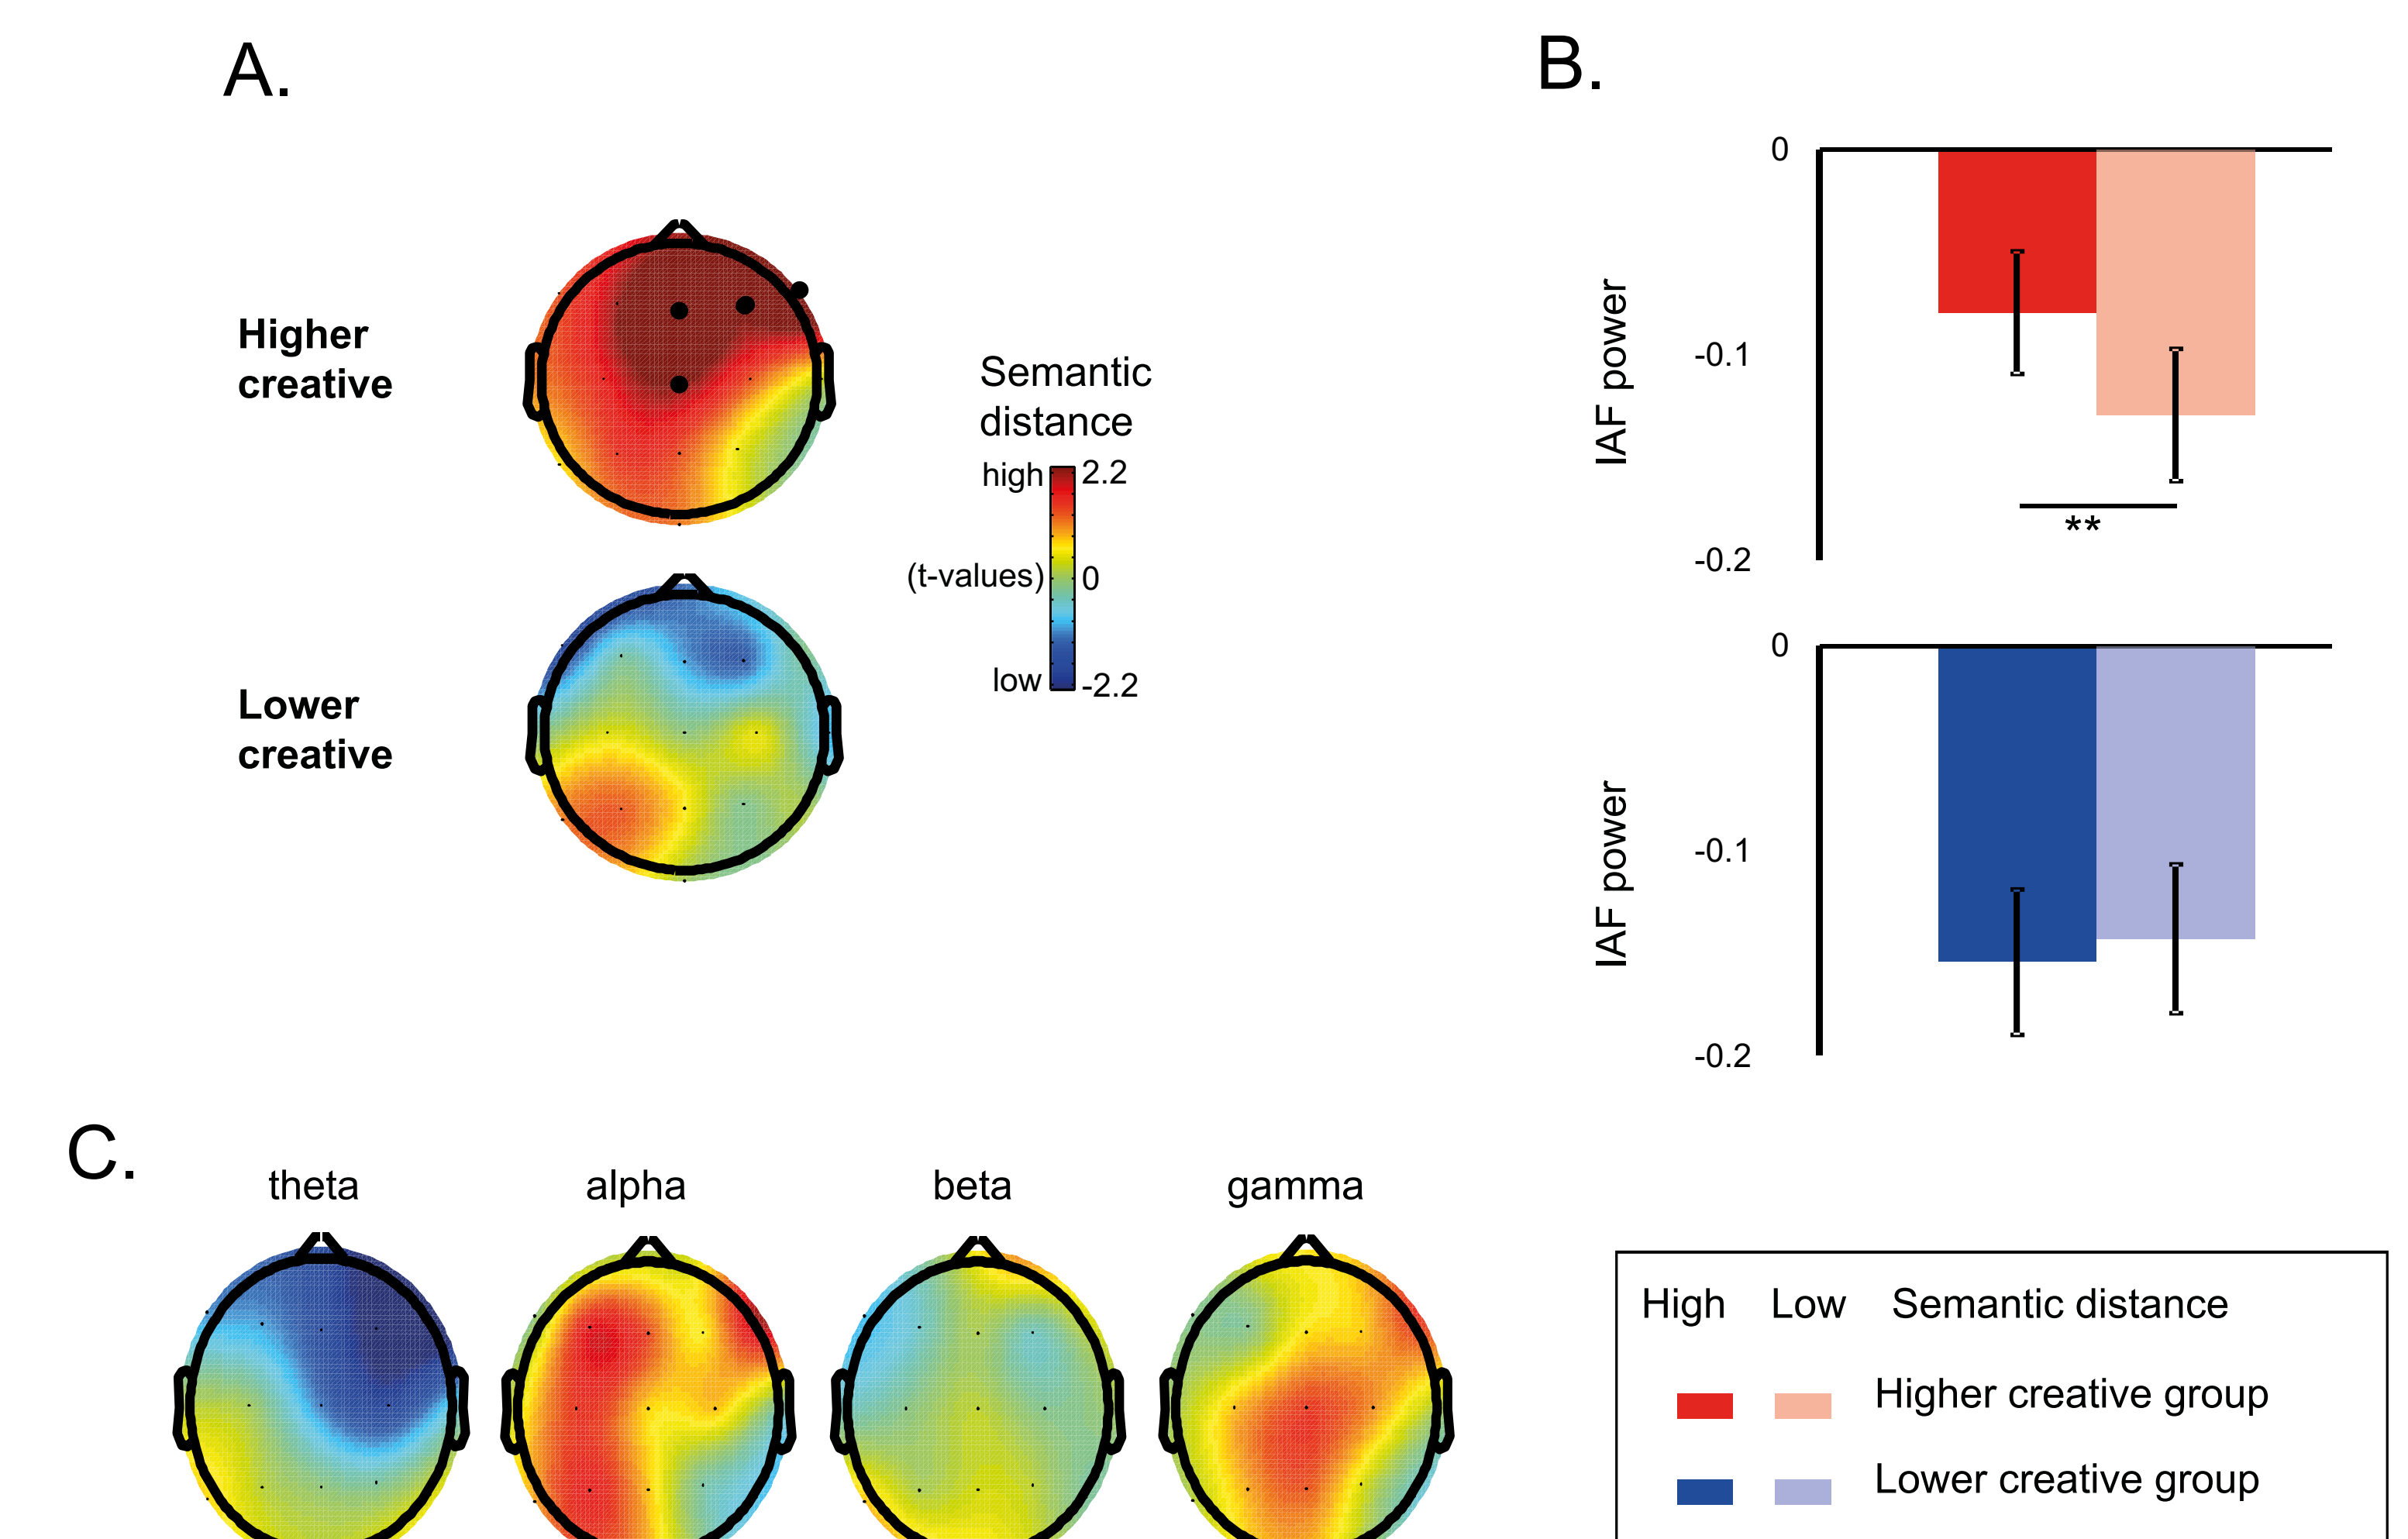 A.
Higher
creative
Lower
creative
Semantic
distance
high
2.2
(t-values)
0
low
-2.2
B.
0
-0.1
-0.2
IAF power
**
0
-0.1
-0.2
IAF power
C.
theta
alpha
beta
gamma
High Low Semantic distance
Higher creative group
Lower creative group